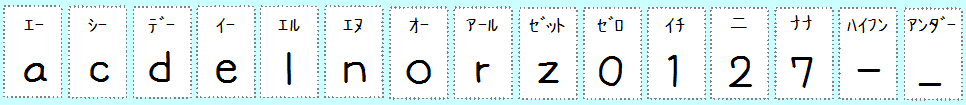 ｴｰ ｼｰ ﾃﾞｰ ｲｰ ｴﾙ ｴﾇ ｵｰ ｱｰﾙ ｾﾞｯﾄ ｾﾞﾛ ｲﾁ ニ ﾅﾅ ﾊｲﾌﾝ ｱﾝﾀﾞｰ
a c d e l n o r z 0 1 2 7 - _